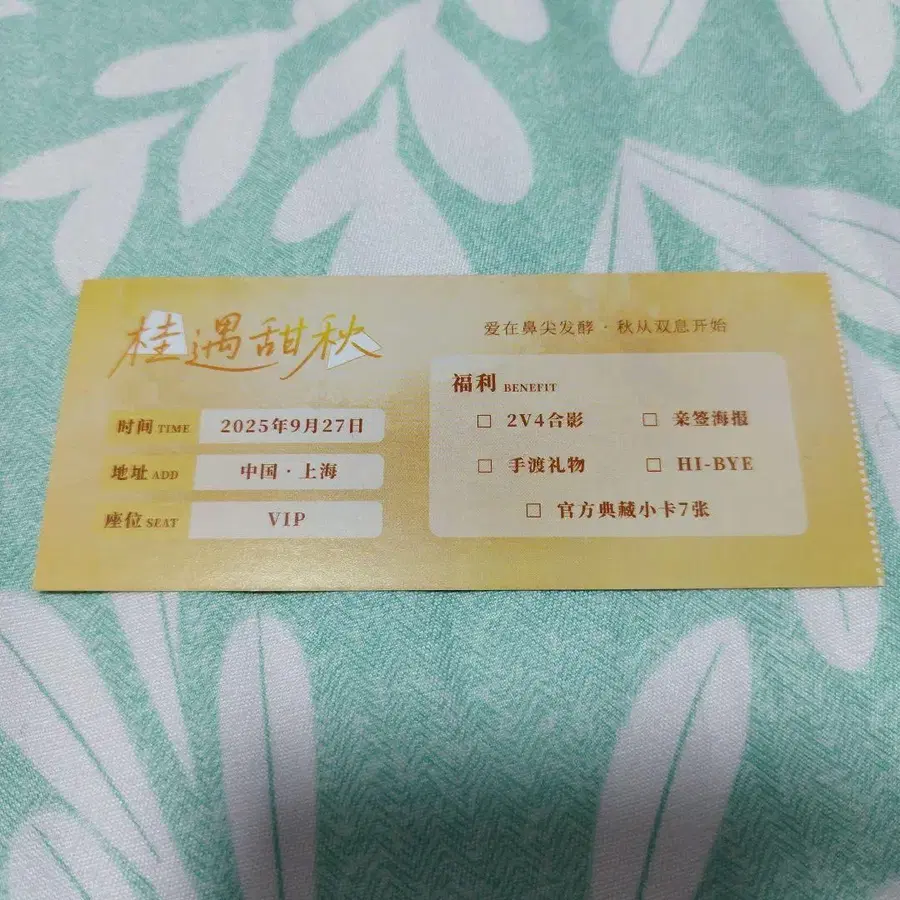 桂遇甜秋
时间 TIME 2025年9月27日
地址 ADD 中国·上海
座位 SEAT VIP
爱在鼻尖发酵·秋从双息开始
福利 BENEFIT
□ 2V4合影 □ 亲签海报
□ 手渡礼物 □ HI-BYE
□ 官方典藏小卡7张